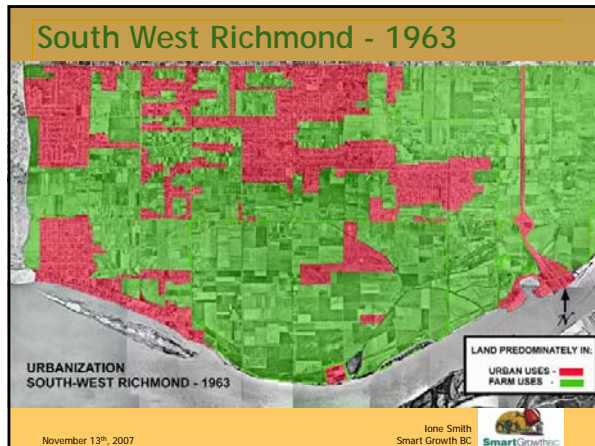 South West Richmond - 1963
N
URBANIZATION
SOUTH-WEST RICHMOND - 1963
LAND PREDOMINATELY IN:
URBAN USES -
FARM USES -
November 13th, 2007
Ione Smith
Smart Growth BC
SmartGrowthBC